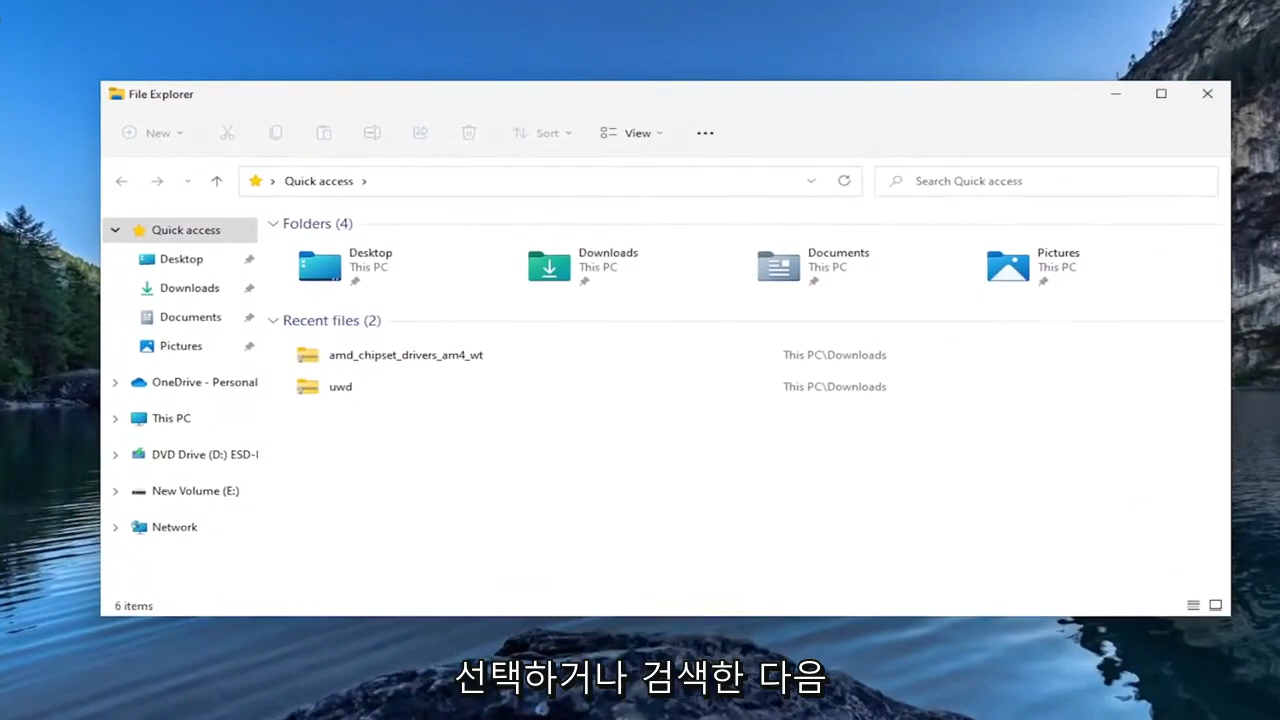 File Explorer
New
Sort
View
Quick access
Search Quick access
Quick access
Desktop
Downloads
Documents
Pictures
OneDrive - Personal
This PC
DVD Drive (D:) ESD-I
New Volume (E:)
Network
Folders (4)
Desktop
This PC
Downloads
This PC
Documents
This PC
Pictures
This PC
Recent files (2)
amd_chipset_drivers_am4_wt This PC\Downloads
uwd This PC\Downloads
6 items
선택하거나 검색한 다음